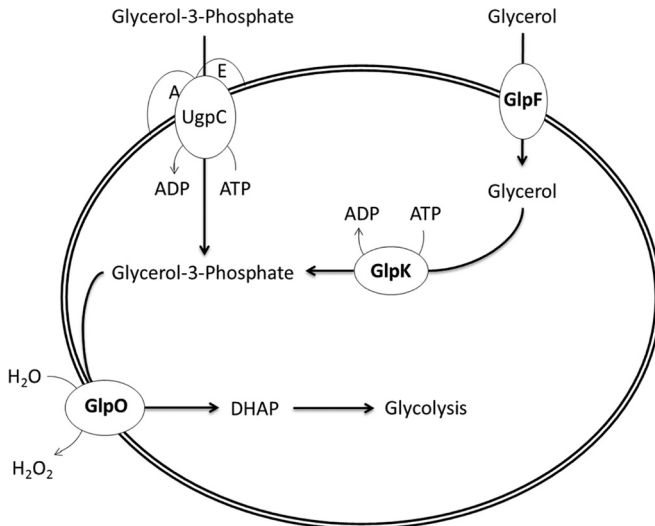 Glycerol-3-Phosphate
Glycerol
A
E
UgpC
GlpF
ADP
ATP
Glycerol
ADP
ATP
Glycerol-3-Phosphate
GlpK
H₂O
GlpO
DHAP
Glycolysis
H₂O₂